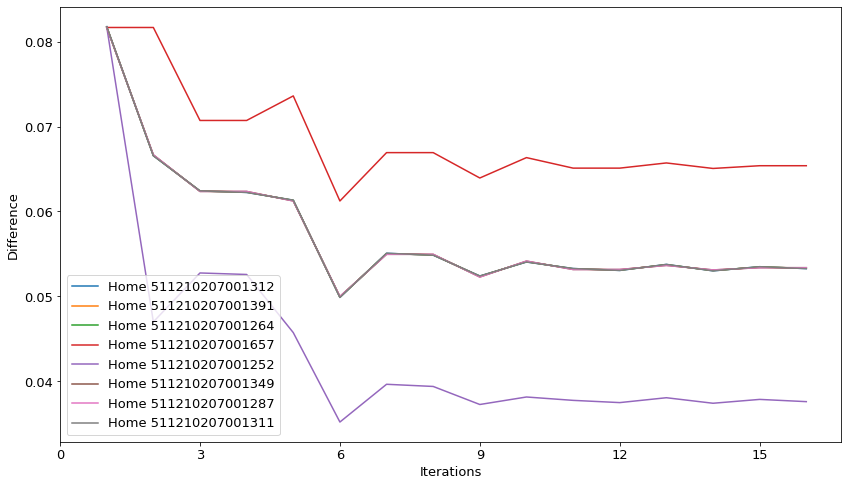 0.08
0.07
0.06
0.05
0.04
Difference
Home 511210207001312
Home 511210207001391
Home 511210207001264
Home 511210207001657
Home 511210207001252
Home 511210207001349
Home 511210207001287
Home 511210207001311
0 3 6 9 12 15
Iterations